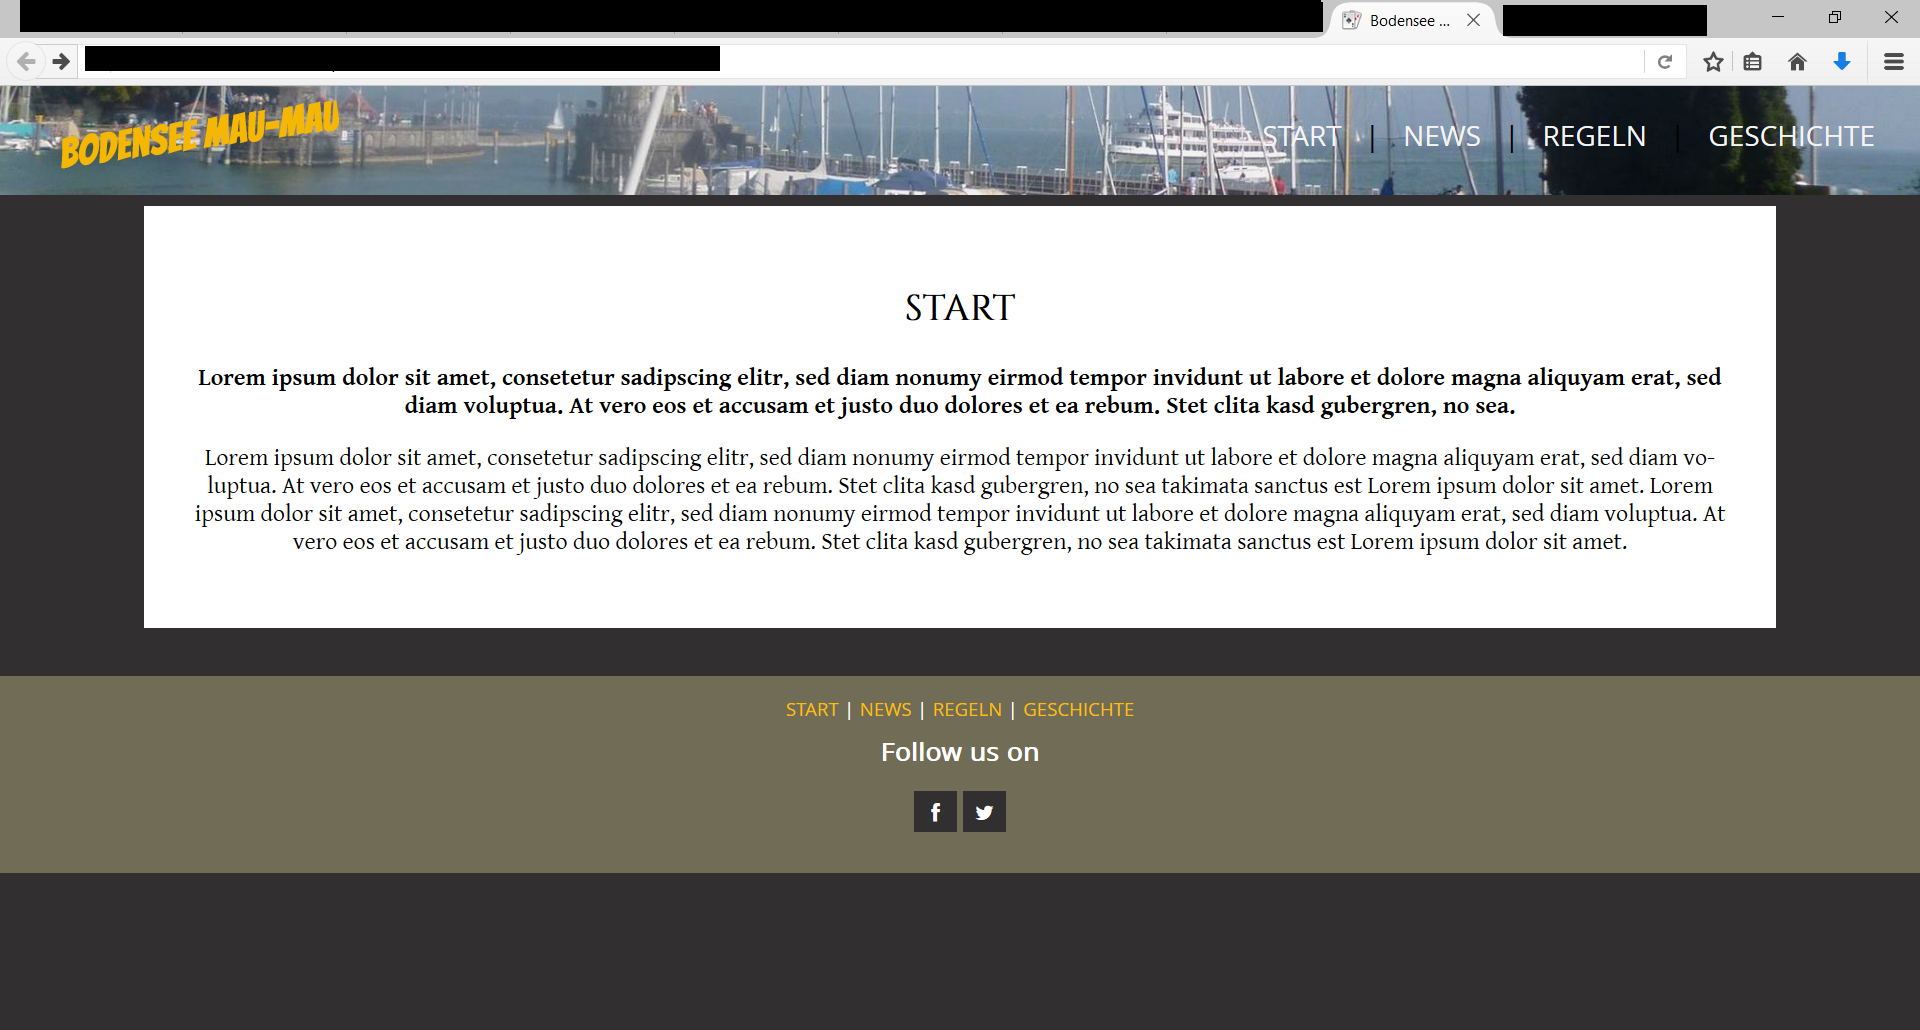 Bodensee ...
BODENSEE MAU-MAU
START | NEWS | REGELN | GESCHICHTE
START
Lorem ipsum dolor sit amet, consetetur sadipscing elitr, sed diam nonumy eirmod tempor invidunt ut labore et dolore magna aliquyam erat, sed
diam voluptua. At vero eos et accusam et justo duo dolores et ea rebum. Stet clita kasd gubergren, no sea.
Lorem ipsum dolor sit amet, consetetur sadipscing elitr, sed diam nonumy eirmod tempor invidunt ut labore et dolore magna aliquyam erat, sed diam vo-
luptua. At vero eos et accusam et justo duo dolores et ea rebum. Stet clita kasd gubergren, no sea takimata sanctus est Lorem ipsum dolor sit amet. Lorem
ipsum dolor sit amet, consetetur sadipscing elitr, sed diam nonumy eirmod tempor invidunt ut labore et dolore magna aliquyam erat, sed diam voluptua. At
vero eos et accusam et justo duo dolores et ea rebum. Stet clita kasd gubergren, no sea takimata sanctus est Lorem ipsum dolor sit amet.
START | NEWS | REGELN | GESCHICHTE
Follow us on